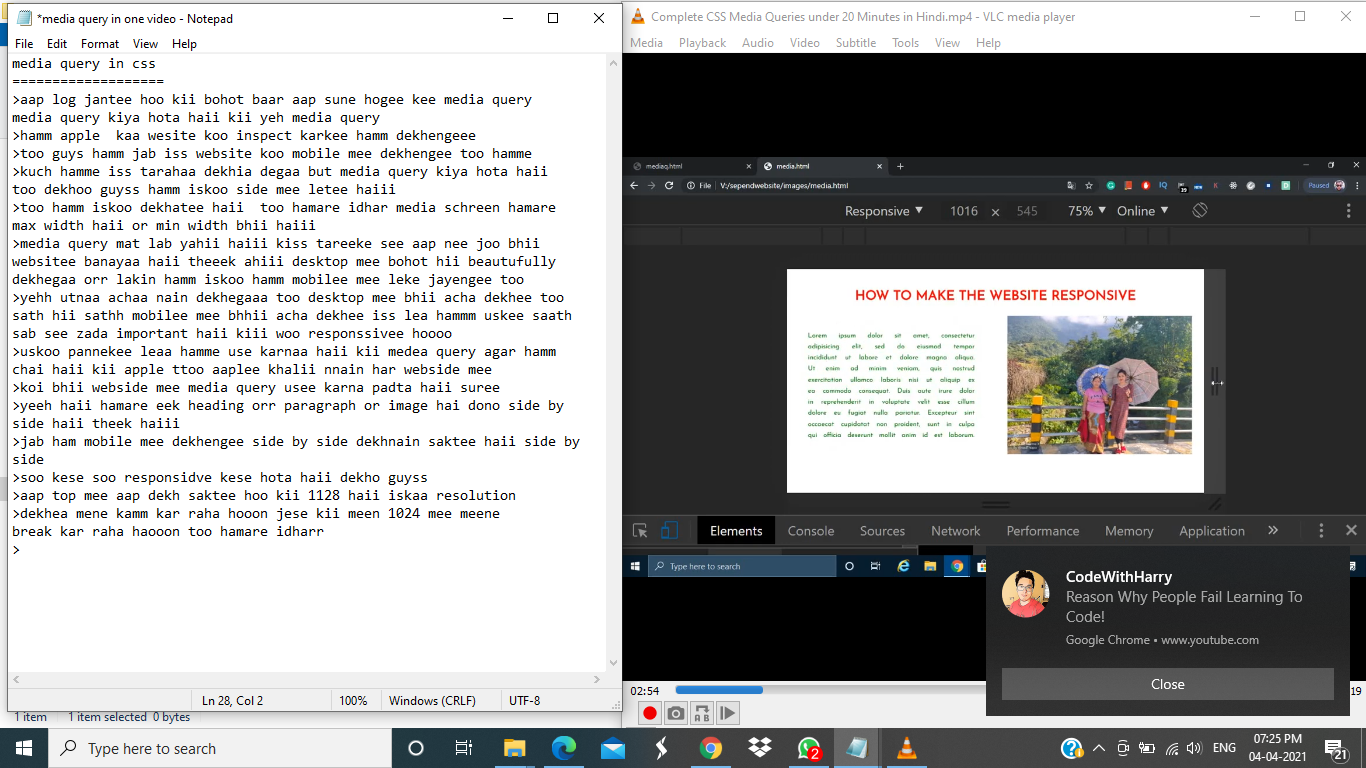 *media query in one video - Notepad
File Edit Format View Help
media query in css
===================
>aap log jantee hoo kii bohot baar aap sune hogee kee media query
media query kiya hota haii kii yeh media query
>hamm apple  kaa wesite koo inspect karkee hamm dekhengeee
>too guys hamm jab iss website koo mobile mee dekhengee too hamme
>kuch hamme iss tarahaa dekhia degaa but media query kiya hota haii
too dekhoo guyss hamm iskoo side mee letee haiii
>too hamm iskoo dekhatee haii  too hamare idhar media schreen hamare
max width haii or min width bhii haiii
>media query mat lab yahii haiii kiss tareeke see aap nee joo bhii
websitee banayaa haii theeek ahiii desktop mee bohot hii beautufully
dekhegaa orr lakin hamm iskoo hamm mobilee mee leke jayengee too
>yehh utnaa achaa nain dekhegaaa too desktop mee bhii acha dekhee too
sath hii sathh mobilee mee bhhii acha dekhee iss lea hammm uskee saath
sab see zada important haii kiii woo responssivee hoooo
>uskoo pannekee leaa hamme use karnaa haii kii medea query agar hamm
chai haii kii apple ttoo aaplee khalii nnain har webside mee
>koi bhii webside mee media query usee karna padta haii suree
>yeeh haii hamare eek heading orr paragraph or image hai dono side by
side haii theek haiii
>jab ham mobile mee dekhengee side by side dekhnain saktee haii side by
side
>soo kese soo responsidve kese hota haii dekho guyss
>aap top mee aap dekh saktee hoo kii 1128 haii iskaa resolution
>dekhea mene kamm kar raha hooon jese kii meen 1024 mee meene
break kar raha haooon too hamare idharr
>
Ln 28, Col 2 100% Windows (CRLF) UTF-8
1 item 1 item selected 0 bytes
Complete CSS Media Queries under 20 Minutes in Hindi.mp4 - VLC media player
Media Playback Audio Video Subtitle Tools View Help
mediaq.html media.html
File V:/sependwebsite/images/media.html Paused
Responsive 1016 x 545 75% Online
HOW TO MAKE THE WEBSITE RESPONSIVE
Lorem ipsum dolor sit amet, consectetur
adipisicing elit, sed do eiusmod tempor
incididunt ut labore et dolore magna aliqua.
Ut enim ad minim veniam, quis nostrud
exercitation ullamco laboris nisi ut aliquip ex
ea commodo consequat. Duis aute irure dolor
in reprehenderit in voluptate velit esse cillum
dolore eu fugiat nulla pariatur. Excepteur sint
occaecat cupidatat non proident, sunt in culpa
qui officia deserunt mollit anim id est laborum.
Elements Console Sources Network Performance Memory Application »
Type here to search
CodeWithHarry
Reason Why People Fail Learning To
Code!
Google Chrome • www.youtube.com
Close
02:54
19
Type here to search
2
ENG
07:25 PM
04-04-2021
21